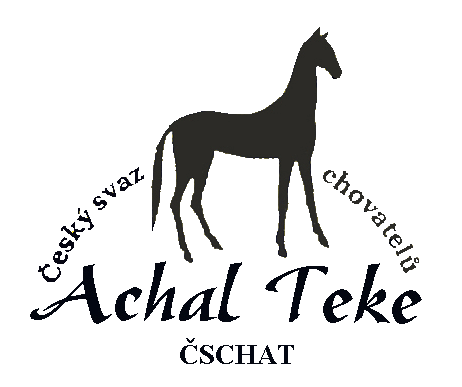 Český svaz chovatelů
Achal Teke
ČSCHAT